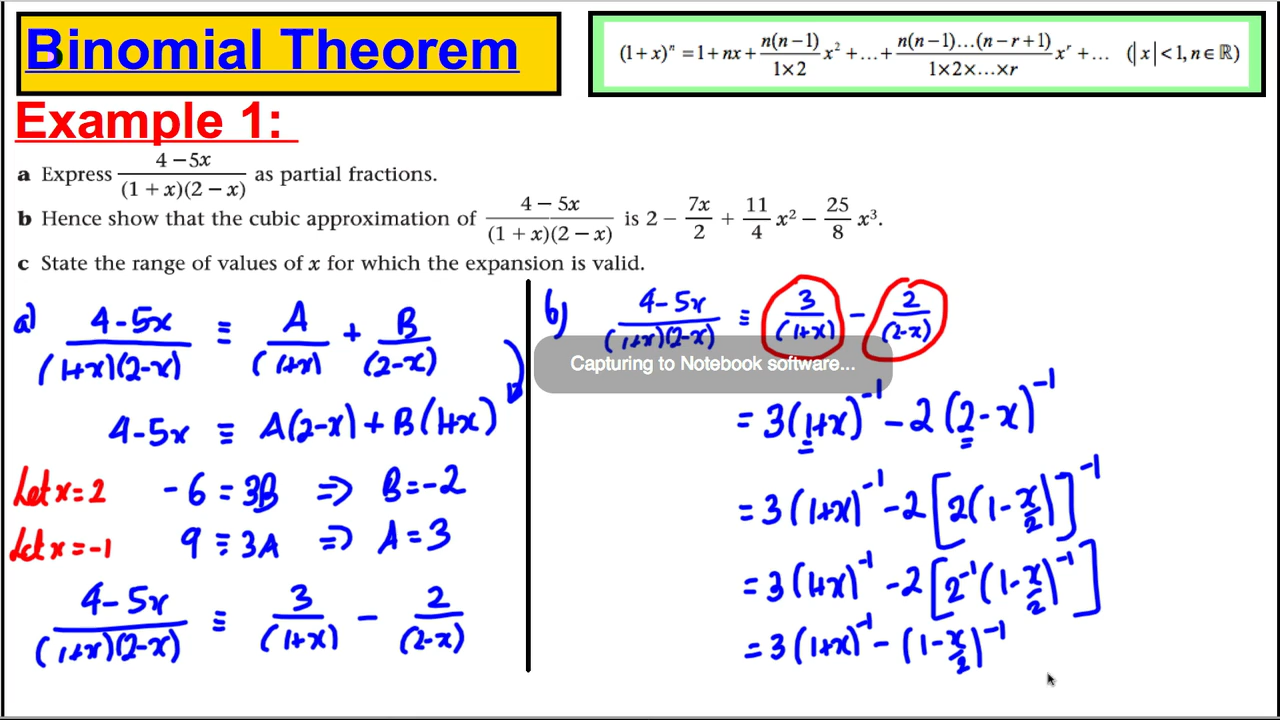 Binomial Theorem
(1+x)^n = 1 + nx + n(n−1)/1×2 x^2 + … + n(n−1)…(n−r+1)/1×2×…×r x^r + … (|x|<1, n∈ℝ)
Example 1:
a Express 4 − 5x/(1 + x)(2 − x) as partial fractions.
b Hence show that the cubic approximation of 4 − 5x/(1 + x)(2 − x) is 2 − 7x/2 + 11/4 x² − 25/8 x³.
c State the range of values of x for which the expansion is valid.
a) 4-5x/(1+x)(2-x) ≡ A/(1+x) + B/(2-x)
4-5x ≡ A(2-x) + B(1+x)
Let x=2 -6 = 3B ⇒ B=-2
Let x=-1 9 = 3A ⇒ A=3
4-5x/(1+x)(2-x) ≡ 3/(1+x) - 2/(2-x)
b) 4-5x/(1+x)(2-x) ≡ 3/(1+x) - 2/(2-x)
Capturing to Notebook software...
= 3(1+x)^-1 - 2(2-x)^-1
= 3(1+x)^-1 - 2[2(1-x/2)]^-1
= 3(1+x)^-1 - 2[2^-1(1-x/2)^-1]
= 3(1+x)^-1 - (1-x/2)^-1